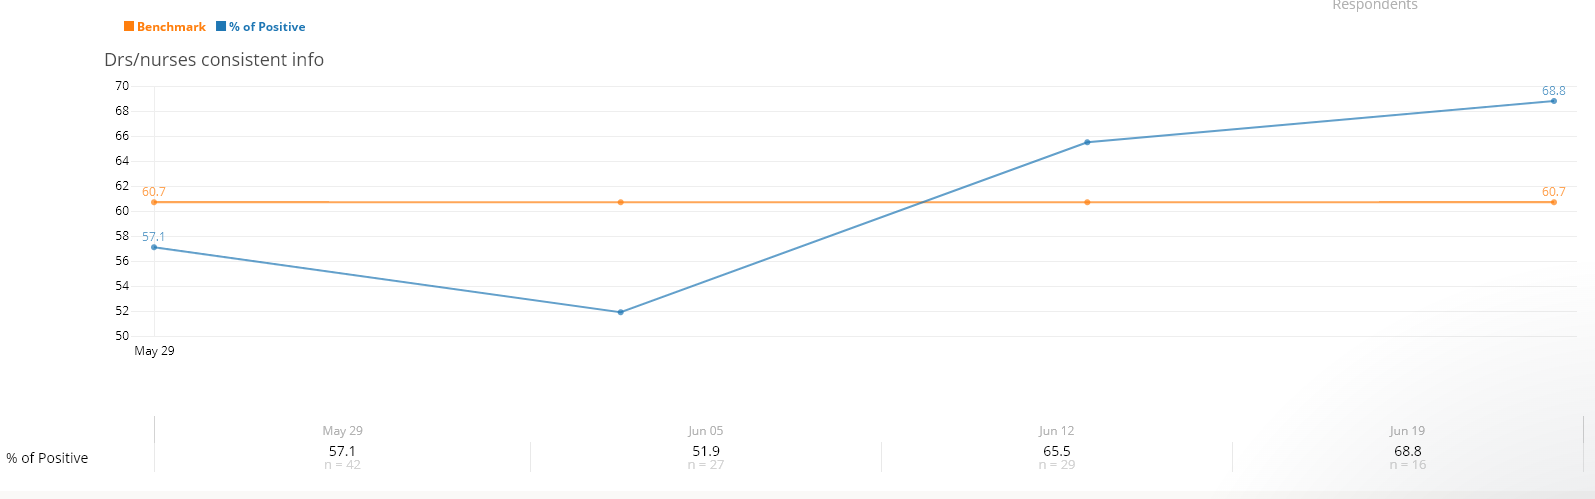 Respondents
Benchmark % of Positive
Drs/nurses consistent info
70
68.8
68
66
64
62
60.7 60.7
60
58
57.1
56
54
52
50
May 29
May 29 Jun 05 Jun 12 Jun 19
% of Positive 57.1 51.9 65.5 68.8
n = 42 n = 27 n = 29 n = 16